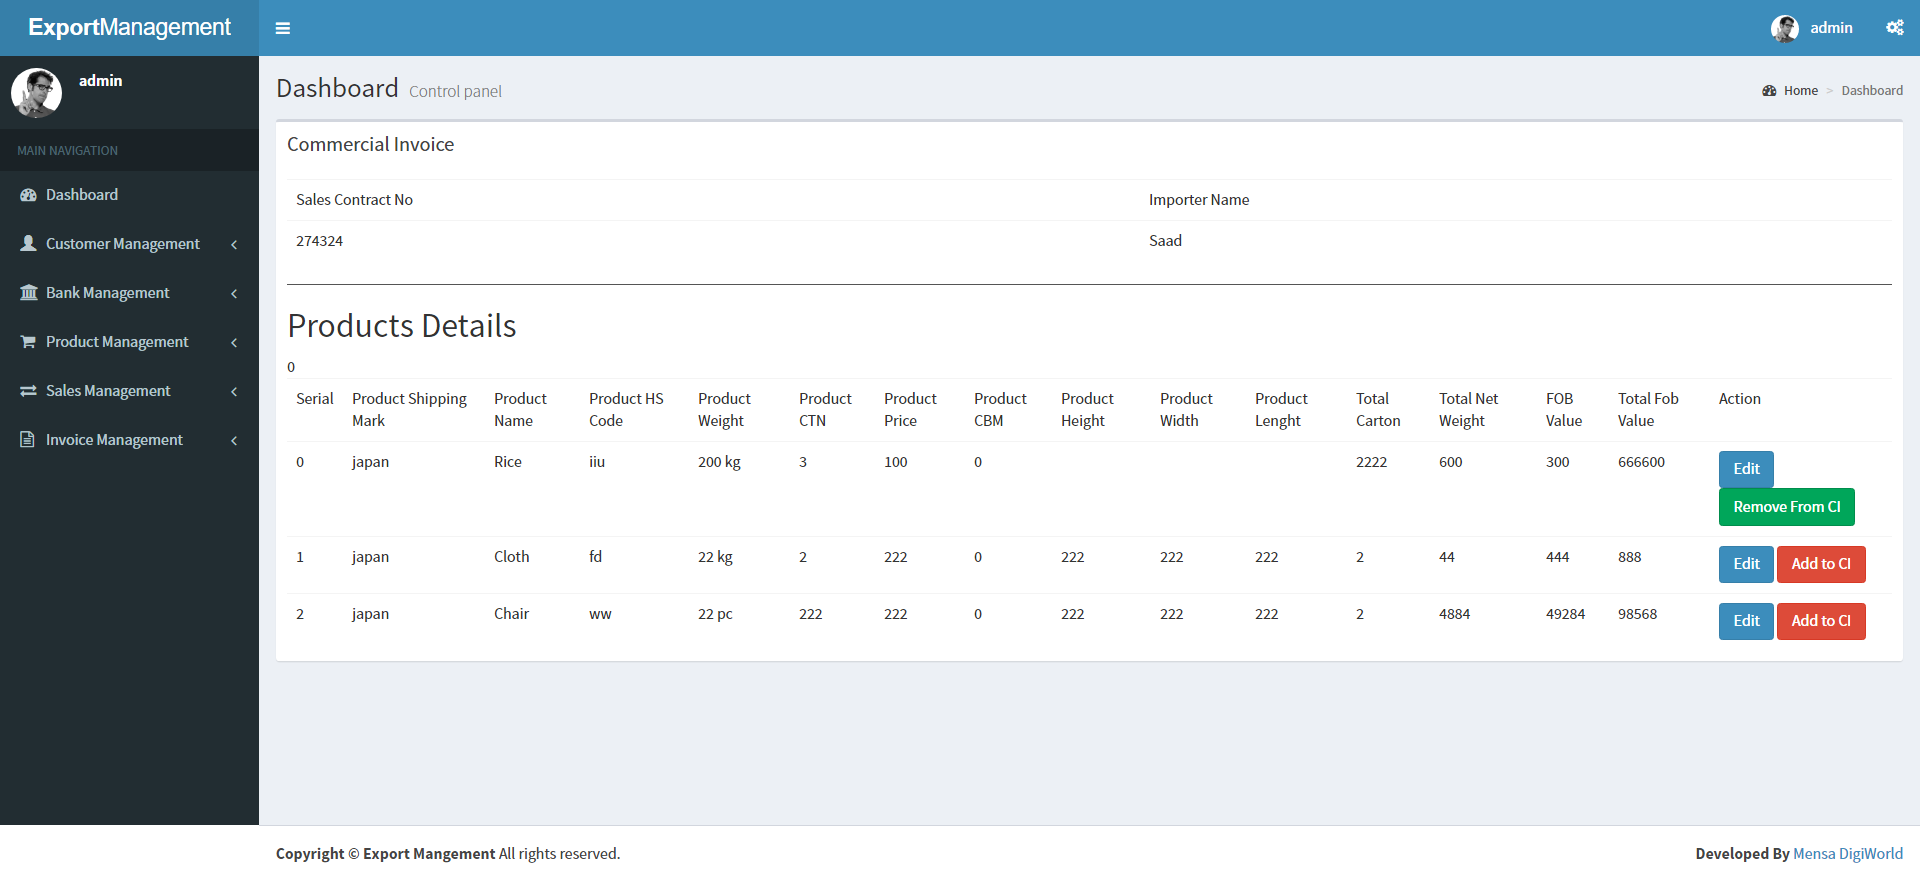 ExportManagement
admin
admin
MAIN NAVIGATION
Dashboard
Customer Management
Bank Management
Product Management
Sales Management
Invoice Management
Dashboard Control panel
Home > Dashboard
Commercial Invoice
Sales Contract No Importer Name
274324 Saad
Products Details
0
Serial Product Shipping Mark Product Name Product HS Code Product Weight Product CTN Product Price Product CBM Product Height Product Width Product Lenght Total Carton Total Net Weight FOB Value Total Fob Value Action
0 japan Rice iiu 200 kg 3 100 0 2222 600 300 666600 Edit
Remove From CI
1 japan Cloth fd 22 kg 2 222 0 222 222 222 2 44 444 888 Edit Add to CI
2 japan Chair ww 22 pc 222 222 0 222 222 222 2 4884 49284 98568 Edit Add to CI
Copyright © Export Mangement All rights reserved.
Developed By Mensa DigiWorld